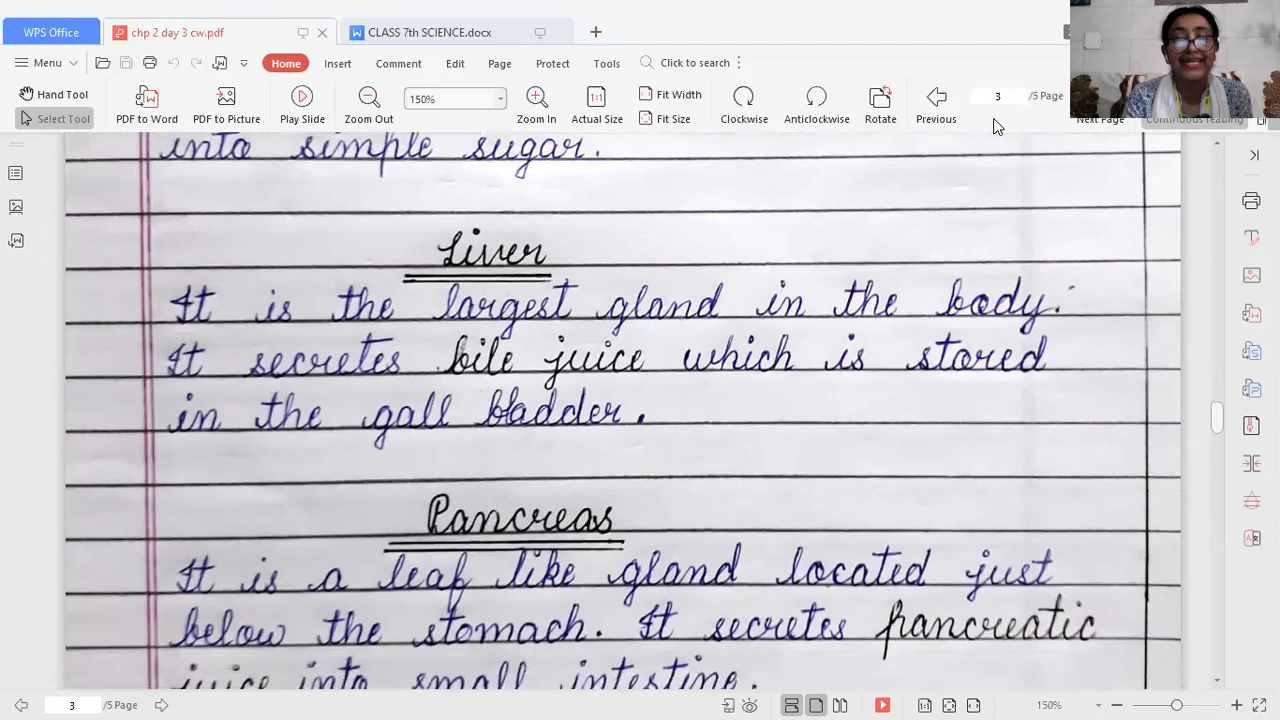 WPS Office
chp 2 day 3 cw.pdf
CLASS 7th SCIENCE.docx
Menu
Home
Insert
Comment
Edit
Page
Protect
Tools
Click to search
Hand Tool
Select Tool
PDF to Word
PDF to Picture
Play Slide
Zoom Out
150%
Zoom In
Actual Size
Fit Width
Fit Size
Clockwise
Anticlockwise
Rotate
Previous
3
/5 Page
Next Page
Continuous reading
into simple sugar.
Liver
It is the largest gland in the body.
It secretes bile juice which is stored
in the gall bladder.
Pancreas
It is a leaf like gland located just
below the stomach. It secretes pancreatic
juice into small intestine.
3
/5 Page
150%